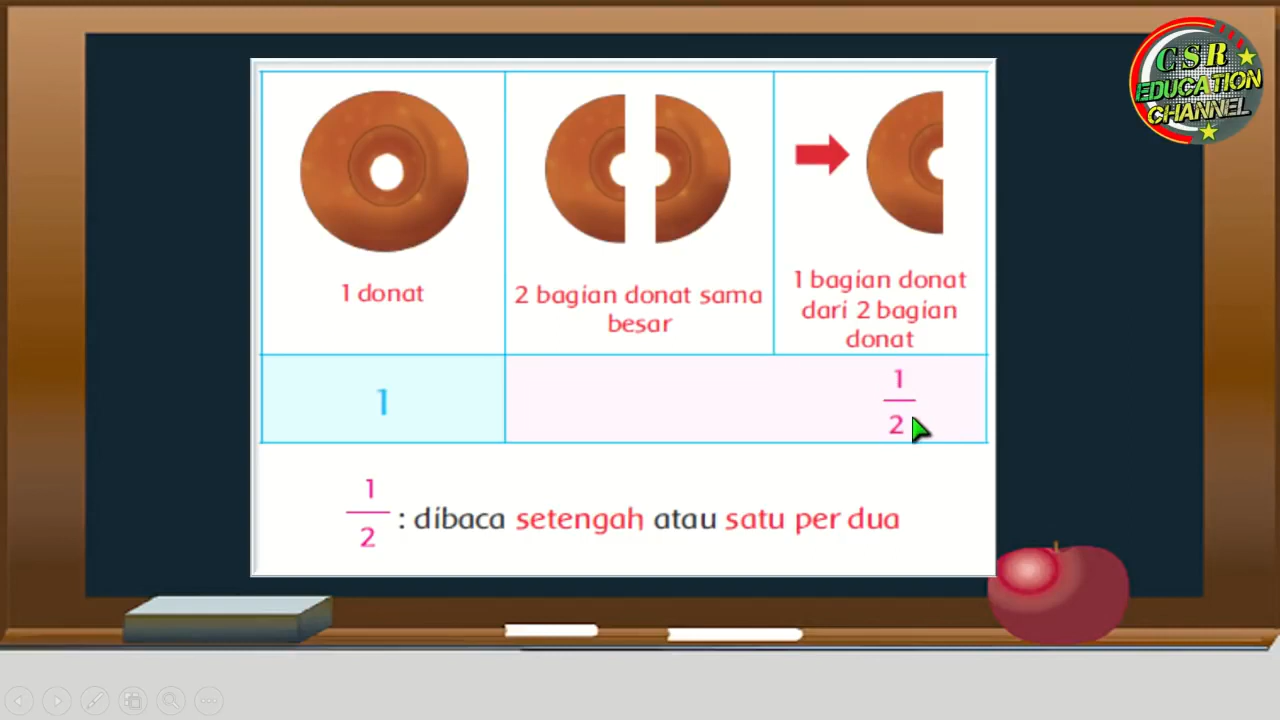 CSR
EDUCATION
CHANNEL
1 donat
2 bagian donat sama
besar
1 bagian donat
dari 2 bagian
donat
1
1
2
1
2
: dibaca setengah atau satu per dua